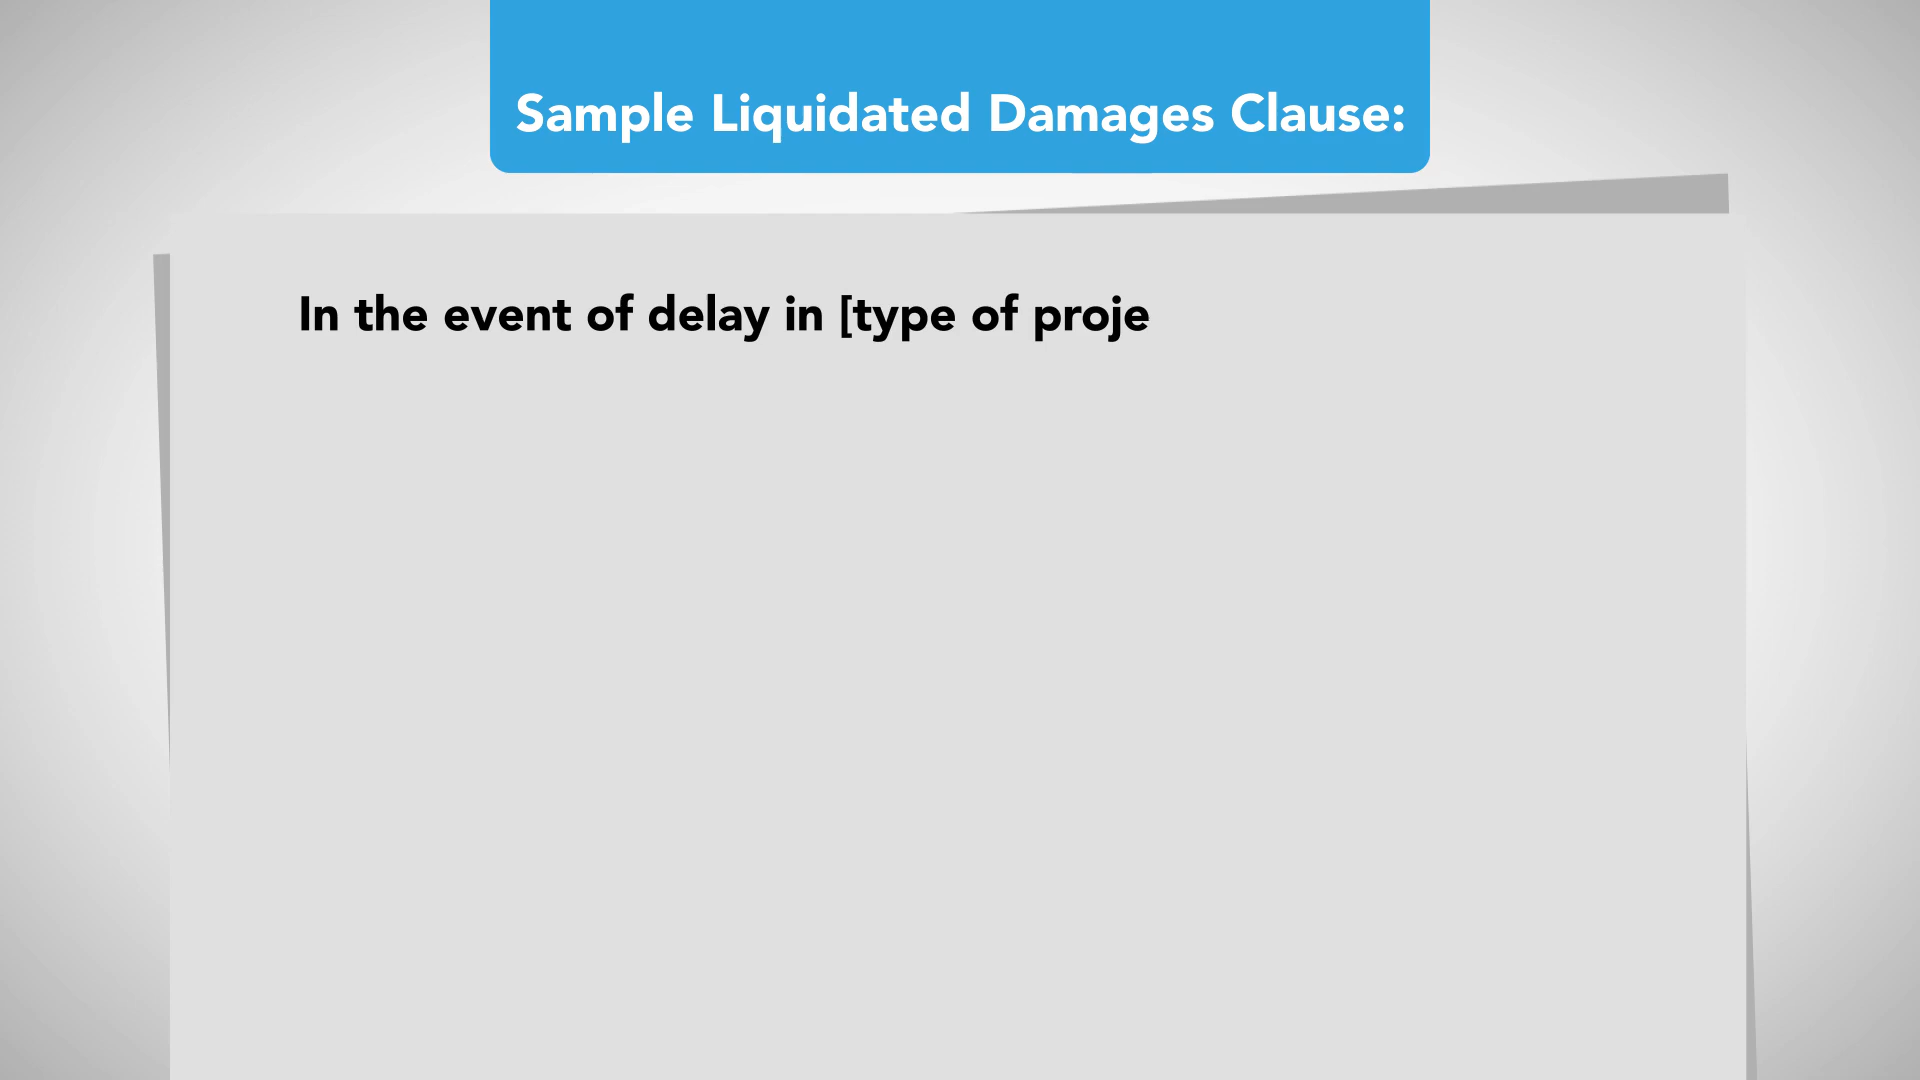 Sample Liquidated Damages Clause:
In the event of delay in [type of proje